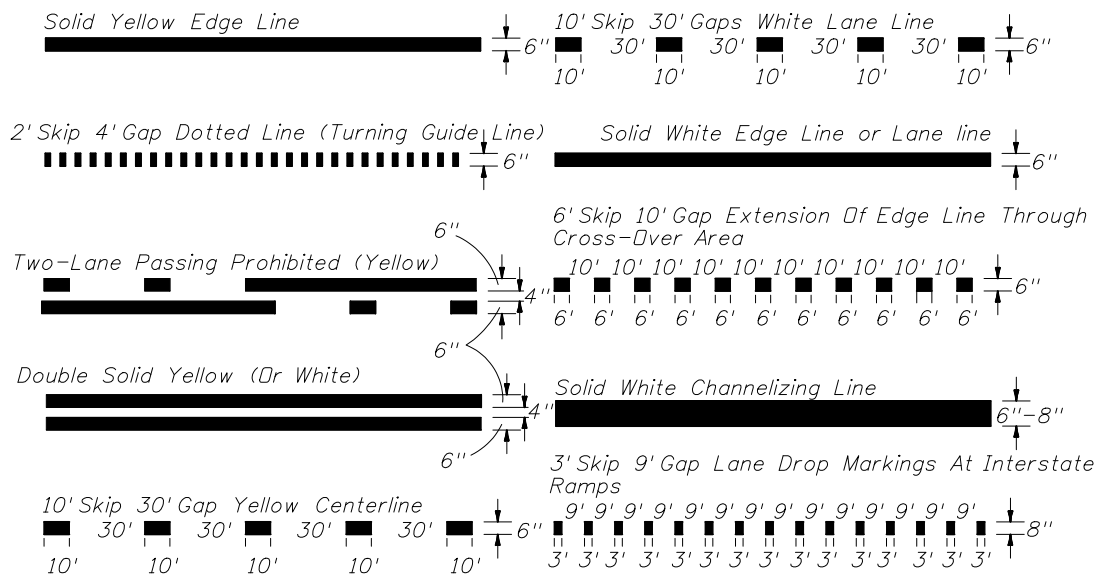 Solid Yellow Edge Line
6"
10' Skip 30' Gaps White Lane Line
30' 30' 30' 30' 6"
10' 10' 10' 10' 10'
2' Skip 4' Gap Dotted Line (Turning Guide Line)
6"
Solid White Edge Line or Lane line
6"
6"
Two-Lane Passing Prohibited (Yellow)
4"
6"
6' Skip 10' Gap Extension Of Edge Line Through
Cross-Over Area
10' 10' 10' 10' 10' 10' 10' 10' 10' 10'
6"
6' 6' 6' 6' 6' 6' 6' 6' 6' 6' 6'
Double Solid Yellow (Or White)
4"
6"
Solid White Channelizing Line
6"-8"
10' Skip 30' Gap Yellow Centerline
30' 30' 30' 30' 6"
10' 10' 10' 10' 10'
3' Skip 9' Gap Lane Drop Markings At Interstate
Ramps
9' 9' 9' 9' 9' 9' 9' 9' 9' 9' 9' 9' 9' 9'
8"
3' 3' 3' 3' 3' 3' 3' 3' 3' 3' 3' 3' 3' 3' 3'